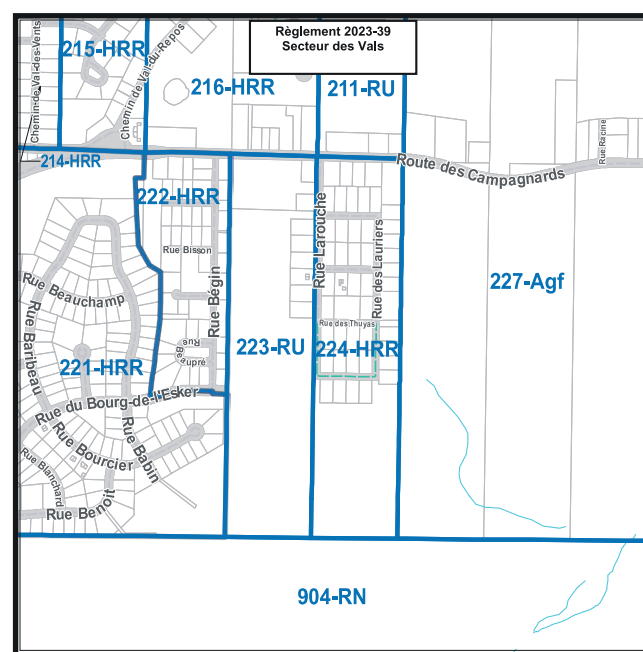 Règlement 2023-39
Secteur des Vals
215-HRR
Chemin de Val-des-Vents
Chemin de Val-du-Repos
216-HRR
211-RU
214-HRR
Route des Campagnards
Rue Racine
222-HRR
Rue Bisson
Rue Bégin
Rue Larouche
Rue des Lauriers
227-Agf
Rue Beauchamp
Rue Baribeau
Rue des Thuyas
Rue Beaupré
223-RU
224-HRR
221-HRR
Rue du Bourg-de-l'Esker
Rue Bourcier
Rue Babin
Rue Blanchard
Rue Benoit
904-RN